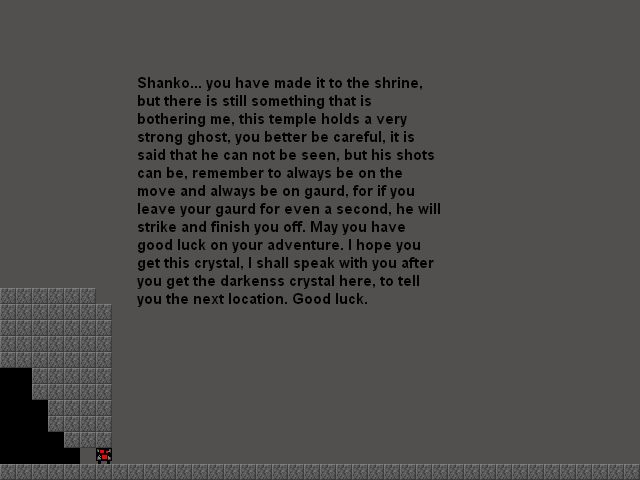 Shanko... you have made it to the shrine,
but there is still something that is
bothering me, this temple holds a very
strong ghost, you better be careful, it is
said that he can not be seen, but his shots
can be, remember to always be on the
move and always be on gaurd, for if you
leave your gaurd for even a second, he will
strike and finish you off. May you have
good luck on your adventure. I hope you
get this crystal, I shall speak with you after
you get the darkenss crystal here, to tell
you the next location. Good luck.